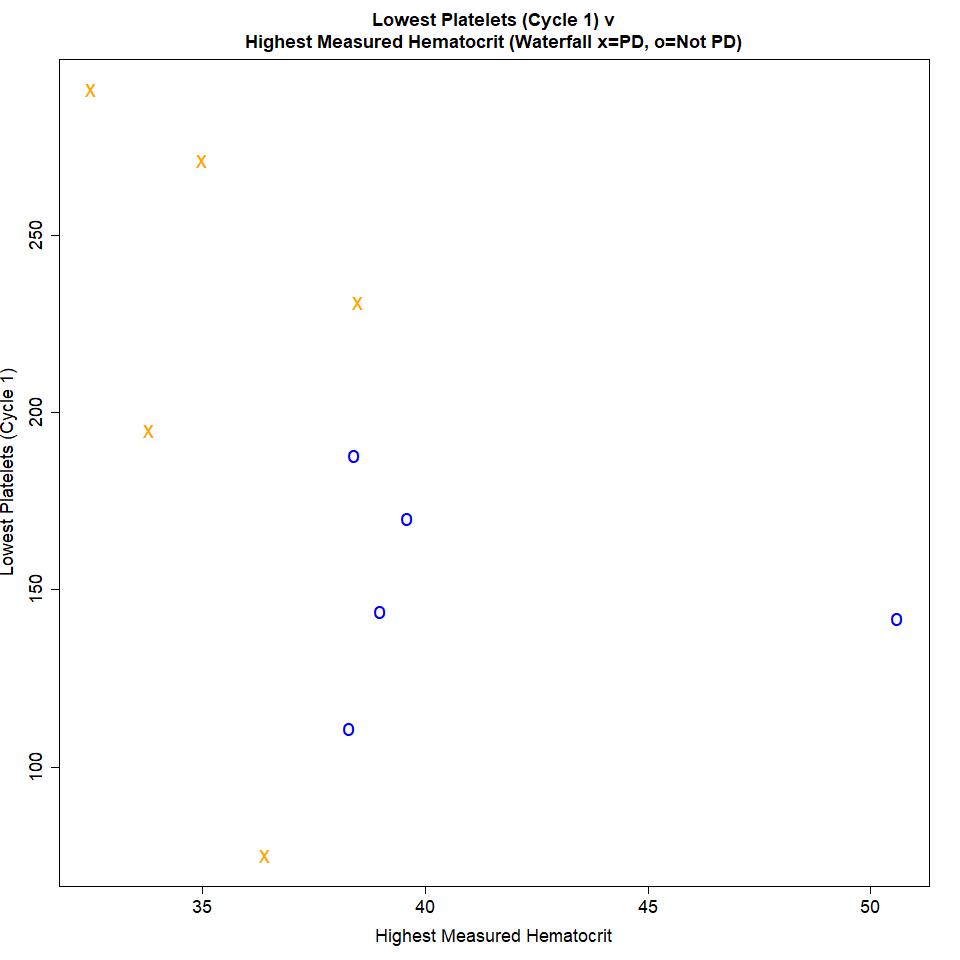 Lowest Platelets (Cycle 1) v
Highest Measured Hematocrit (Waterfall x=PD, o=Not PD)
Lowest Platelets (Cycle 1)
250
200
150
100
X
X
X
X
O
O
O
O
O
X
35
40
45
50
Highest Measured Hematocrit